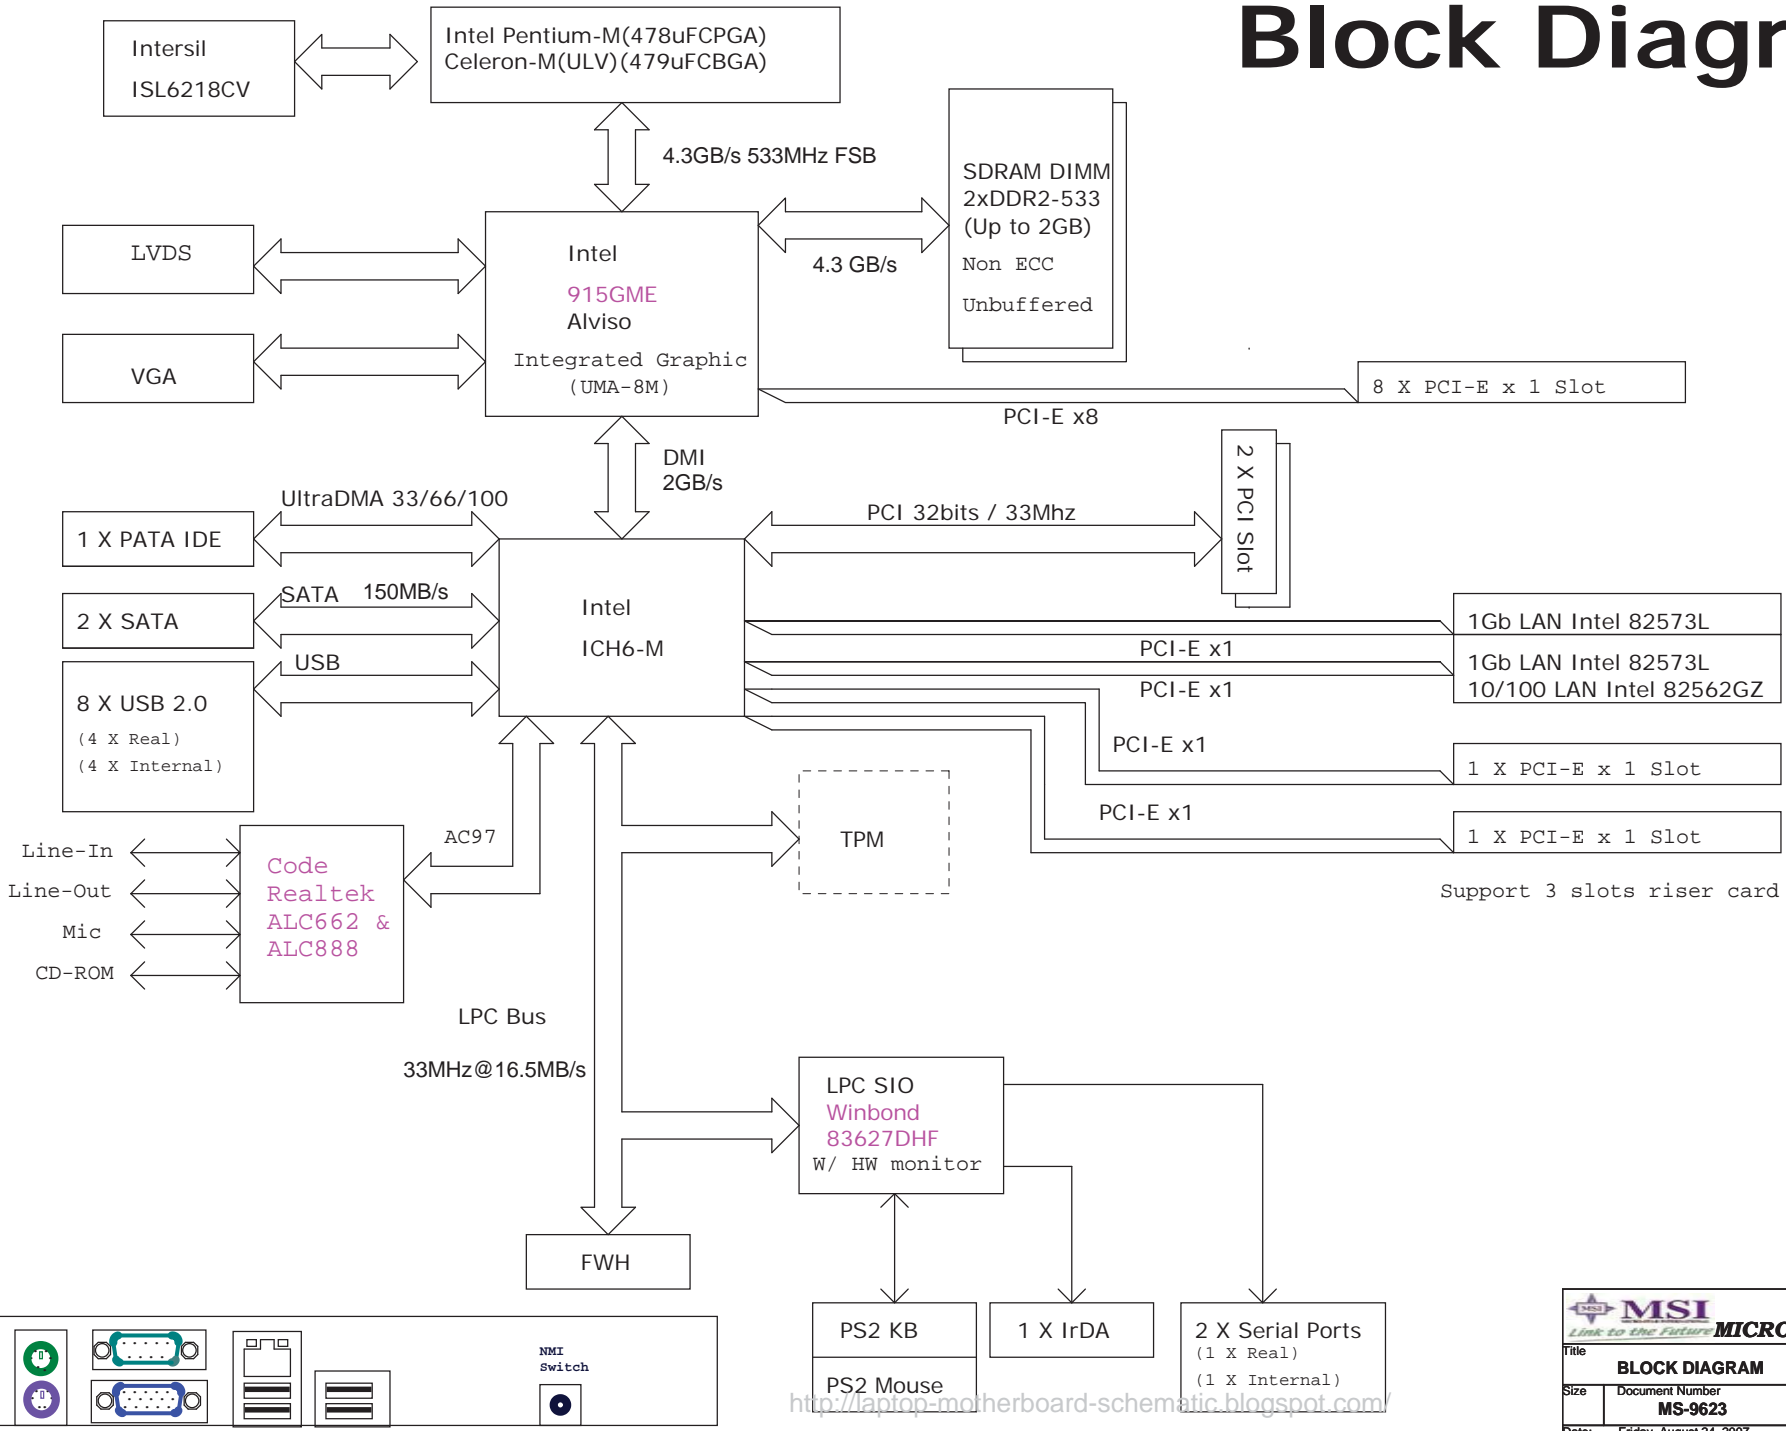 Block Diagr
Intersil
ISL6218CV
Intel Pentium-M(478uFCPGA)
Celeron-M(ULV)(479uFCBGA)
4.3GB/s 533MHz FSB
SDRAM DIMM
2xDDR2-533
(Up to 2GB)
Non ECC
Unbuffered
4.3 GB/s
LVDS
VGA
Intel
915GME
Alviso
Integrated Graphic
(UMA-8M)
8 X PCI-E x 1 Slot
PCI-E x8
DMI
2GB/s
2 X PCI Slot
UltraDMA 33/66/100
PCI 32bits / 33Mhz
1 X PATA IDE
SATA 150MB/s
2 X SATA
USB
8 X USB 2.0
(4 X Real)
(4 X Internal)
Intel
ICH6-M
1Gb LAN Intel 82573L
PCI-E x1
1Gb LAN Intel 82573L
10/100 LAN Intel 82562GZ
PCI-E x1
PCI-E x1
1 X PCI-E x 1 Slot
PCI-E x1
1 X PCI-E x 1 Slot
Support 3 slots riser card
TPM
AC97
Line-In
Line-Out
Mic
CD-ROM
Code
Realtek
ALC662 &
ALC888
LPC Bus
33MHz@16.5MB/s
LPC SIO
Winbond
83627DHF
W/ HW monitor
FWH
PS2 KB
PS2 Mouse
1 X IrDA
2 X Serial Ports
(1 X Real)
(1 X Internal)
NMI
Switch
http://laptop-motherboard-schematic.blogspot.com/
MSI
Link to the Future
MICRO
Title
BLOCK DIAGRAM
Size
Document Number
MS-9623
Date: Friday, August 24, 2007